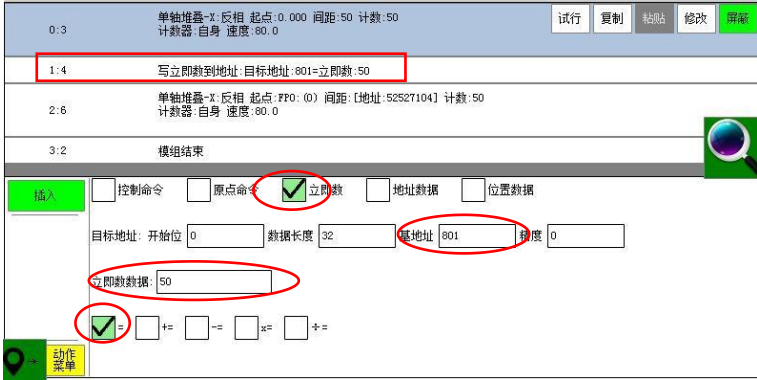 0:3
单轴堆叠-X:反相 起点:0.000 间距:50 计数:50
计数器:自身 速度:80.0
试行 复制 粘贴 修改 屏蔽
1:4 写立即数到地址:目标地址:801=立即数:50
2:6
单轴堆叠-X:反相 起点:FP0:(0) 间距:[地址:52527104] 计数:50
计数器:自身 速度:80.0
3:2 模组结束
插入 控制命令 原点命令 立即数 地址数据 位置数据
目标地址: 开始位 0 数据长度 32 基地址 801 精度 0
立即数数据: 50
= += -= x= ÷=
动作
菜单